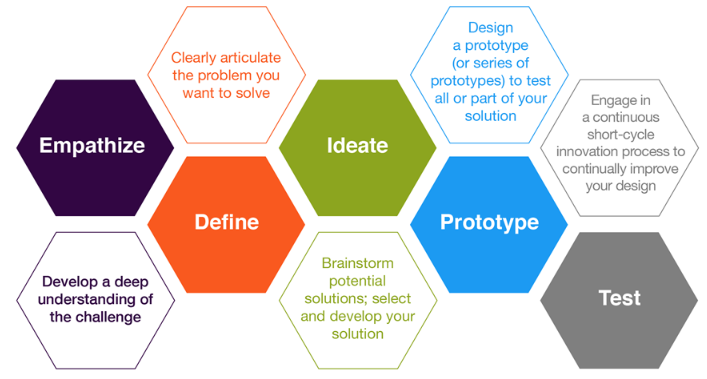 Empathize
Develop a deep
understanding of
the challenge
Clearly articulate
the problem you
want to solve
Define
Ideate
Brainstorm
potential
solutions; select
and develop your
solution
Design
a prototype
(or series of
prototypes) to test
all or part of your
solution
Prototype
Engage in
a continuous
short-cycle
innovation process to
continually improve
your design
Test